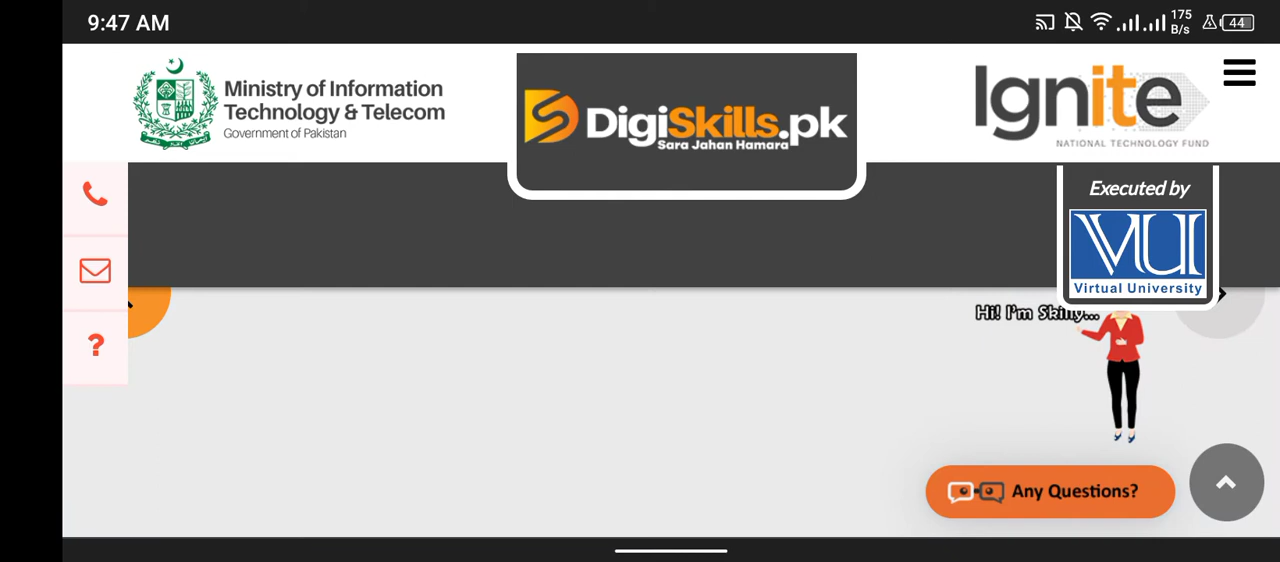 9:47 AM
175
B/s
44
Ministry of Information
Technology & Telecom
Government of Pakistan
DigiSkills.pk
Sara Jahan Hamara
Ignite
NATIONAL TECHNOLOGY FUND
Executed by
VU
Virtual University
Hi! I'm Skilly...
?
Any Questions?